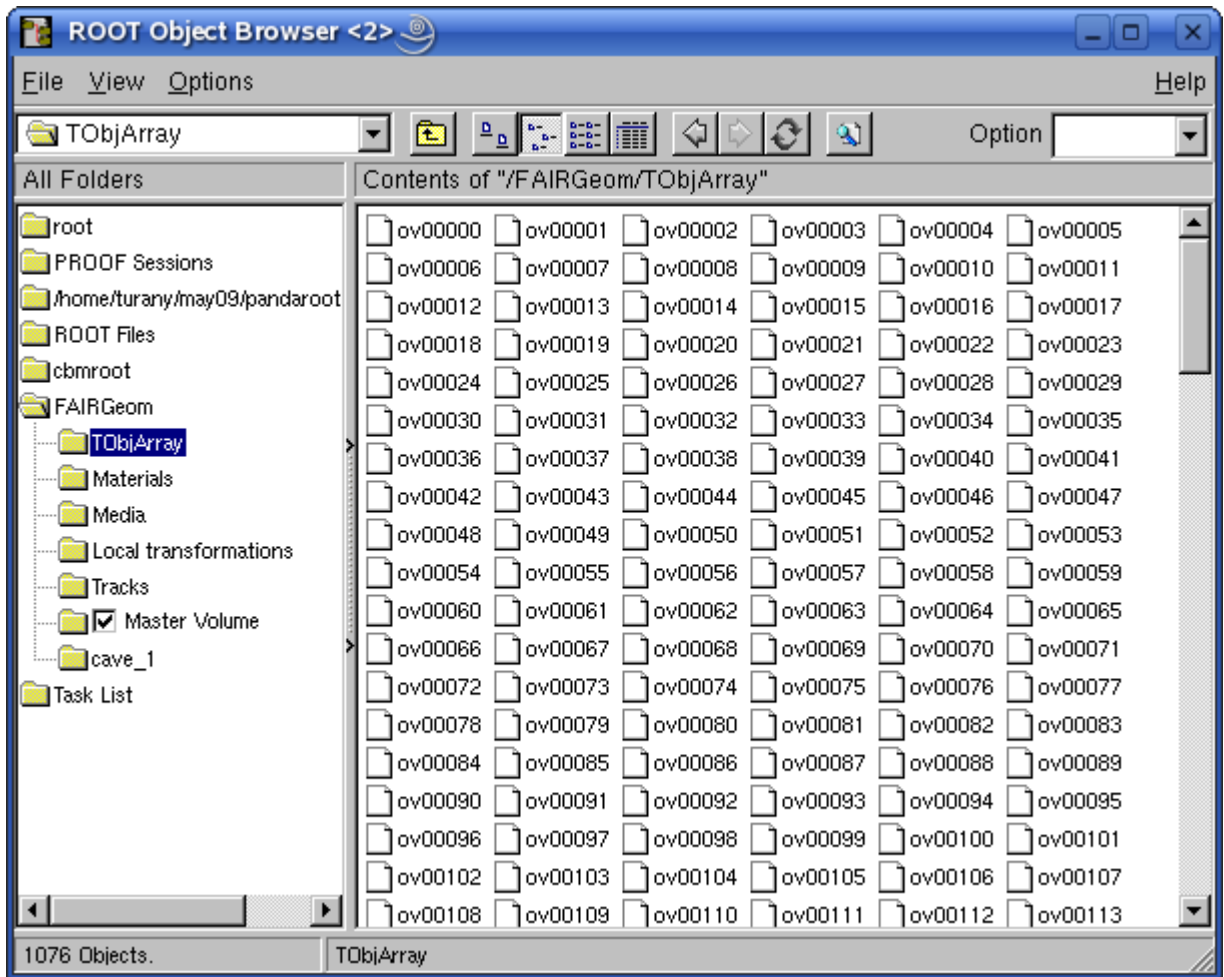 ROOT Object Browser <2>
File View Options Help
TObjArray Option
All Folders
Contents of "/FAIRGeom/TObjArray"
root
PROOF Sessions
/home/turany/may09/pandaroot
ROOT Files
cbmroot
FAIRGeom
TObjArray
Materials
Media
Local transformations
Tracks
Master Volume
cave_1
Task List
ov00000 ov00001 ov00002 ov00003 ov00004 ov00005
ov00006 ov00007 ov00008 ov00009 ov00010 ov00011
ov00012 ov00013 ov00014 ov00015 ov00016 ov00017
ov00018 ov00019 ov00020 ov00021 ov00022 ov00023
ov00024 ov00025 ov00026 ov00027 ov00028 ov00029
ov00030 ov00031 ov00032 ov00033 ov00034 ov00035
ov00036 ov00037 ov00038 ov00039 ov00040 ov00041
ov00042 ov00043 ov00044 ov00045 ov00046 ov00047
ov00048 ov00049 ov00050 ov00051 ov00052 ov00053
ov00054 ov00055 ov00056 ov00057 ov00058 ov00059
ov00060 ov00061 ov00062 ov00063 ov00064 ov00065
ov00066 ov00067 ov00068 ov00069 ov00070 ov00071
ov00072 ov00073 ov00074 ov00075 ov00076 ov00077
ov00078 ov00079 ov00080 ov00081 ov00082 ov00083
ov00084 ov00085 ov00086 ov00087 ov00088 ov00089
ov00090 ov00091 ov00092 ov00093 ov00094 ov00095
ov00096 ov00097 ov00098 ov00099 ov00100 ov00101
ov00102 ov00103 ov00104 ov00105 ov00106 ov00107
ov00108 ov00109 ov00110 ov00111 ov00112 ov00113
1076 Objects. TObjArray